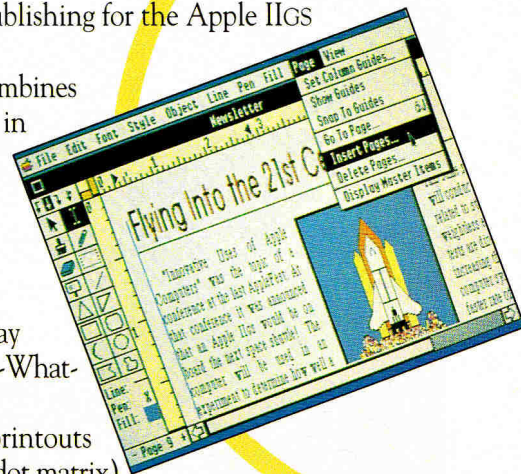 ublishing for the Apple IIGS
mbines
in
ay
-What-
printouts
dot matrix)
File Edit Font Style Object Line Pen Fill Page View
Newsletter
Set Column Guides...
Show Guides
Snap To Guides
Go To Page...
Insert Pages...
Delete Pages...
Display Master Items
Flying Into the 21st Ce
"Innovative Uses of Apple
Computers" was the topic of a
conference at the last AppleFest. At
that conference it was announced
that an Apple IIGS would be on
board the next space shuttle. The
computer will be used in
experiment to determine how well a
Line:
Pen:
Fill:
Page 9